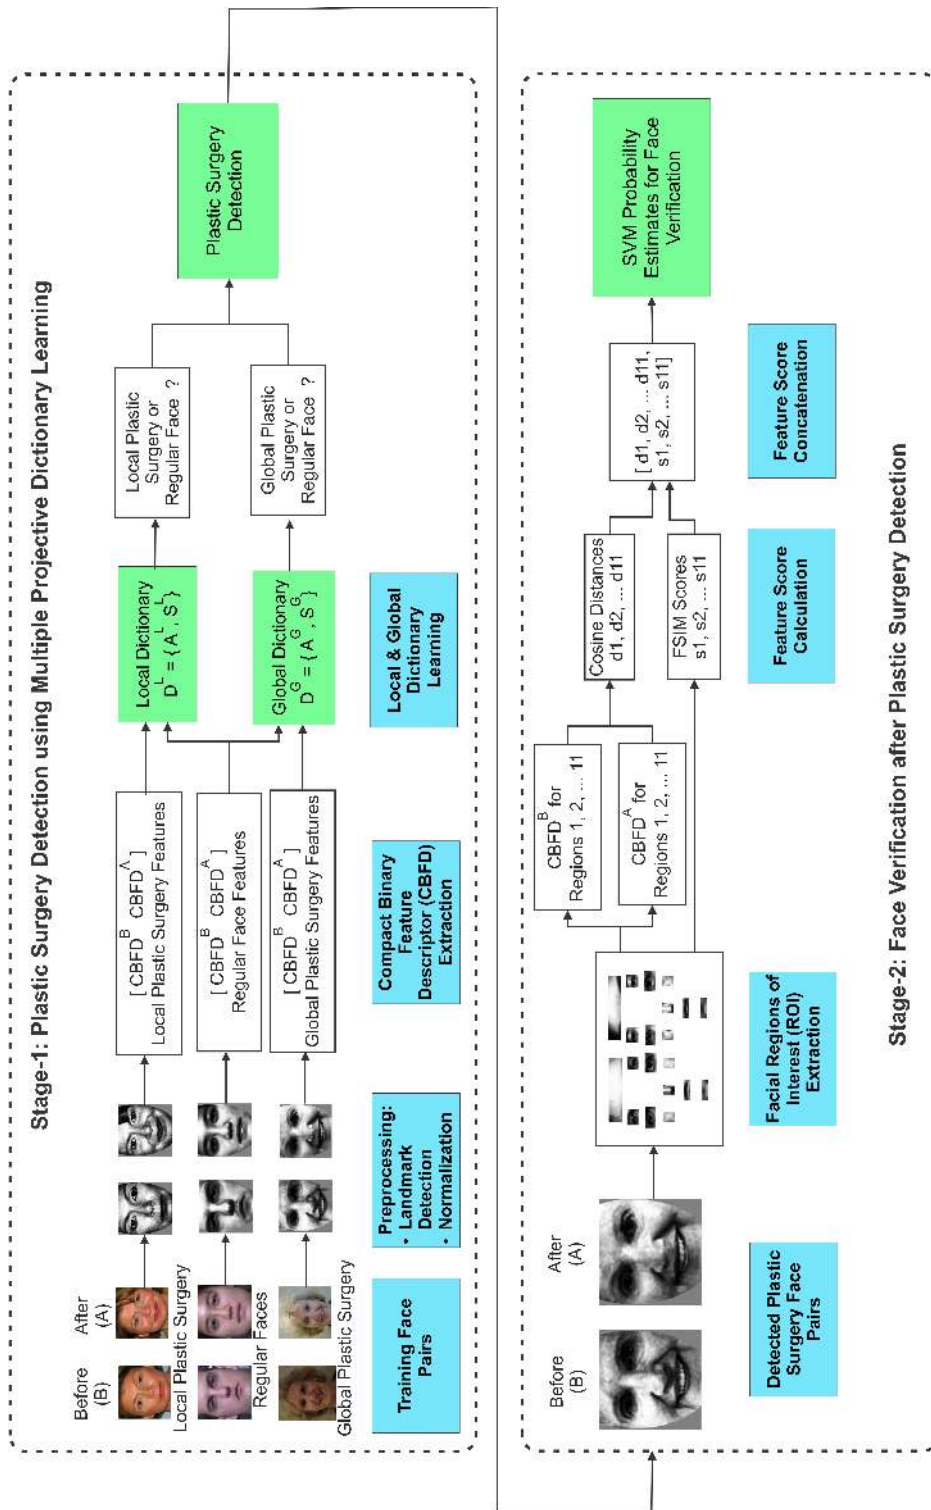 Stage-1: Plastic Surgery Detection using Multiple Projective Dictionary Learning
Before
(B)
After
(A)
Local Plastic Surgery
Regular Faces
Global Plastic Surgery
Training Face
Pairs
Preprocessing:
• Landmark
Detection
• Normalization
[ CBFD^B CBFD^A ]
Local Plastic Surgery Features
[ CBFD^B CBFD^A ]
Regular Face Features
[ CBFD^B CBFD^A ]
Global Plastic Surgery Features
Compact Binary
Feature
Descriptor (CBFD)
Extraction
Local Dictionary
D^L = { A^L, S^L }
Global Dictionary
D^G = { A^G, S^G }
Local & Global
Dictionary
Learning
Local Plastic
Surgery or
Regular Face ?
Global Plastic
Surgery or
Regular Face ?
Plastic Surgery
Detection
Before
(B)
After
(A)
Detected Plastic
Surgery Face
Pairs
Facial Regions of
Interest (ROI)
Extraction
CBFD^B for
Regions 1, 2, ... 11
CBFD^A for
Regions 1, 2, ... 11
Cosine Distances
d1, d2, ... d11
FSIM Scores
s1, s2, ... s11
Feature Score
Calculation
[ d1, d2, ... d11,
s1, s2, ... s11]
Feature Score
Concatenation
SVM Probability
Estimates for Face
Verification
Stage-2: Face Verification after Plastic Surgery Detection